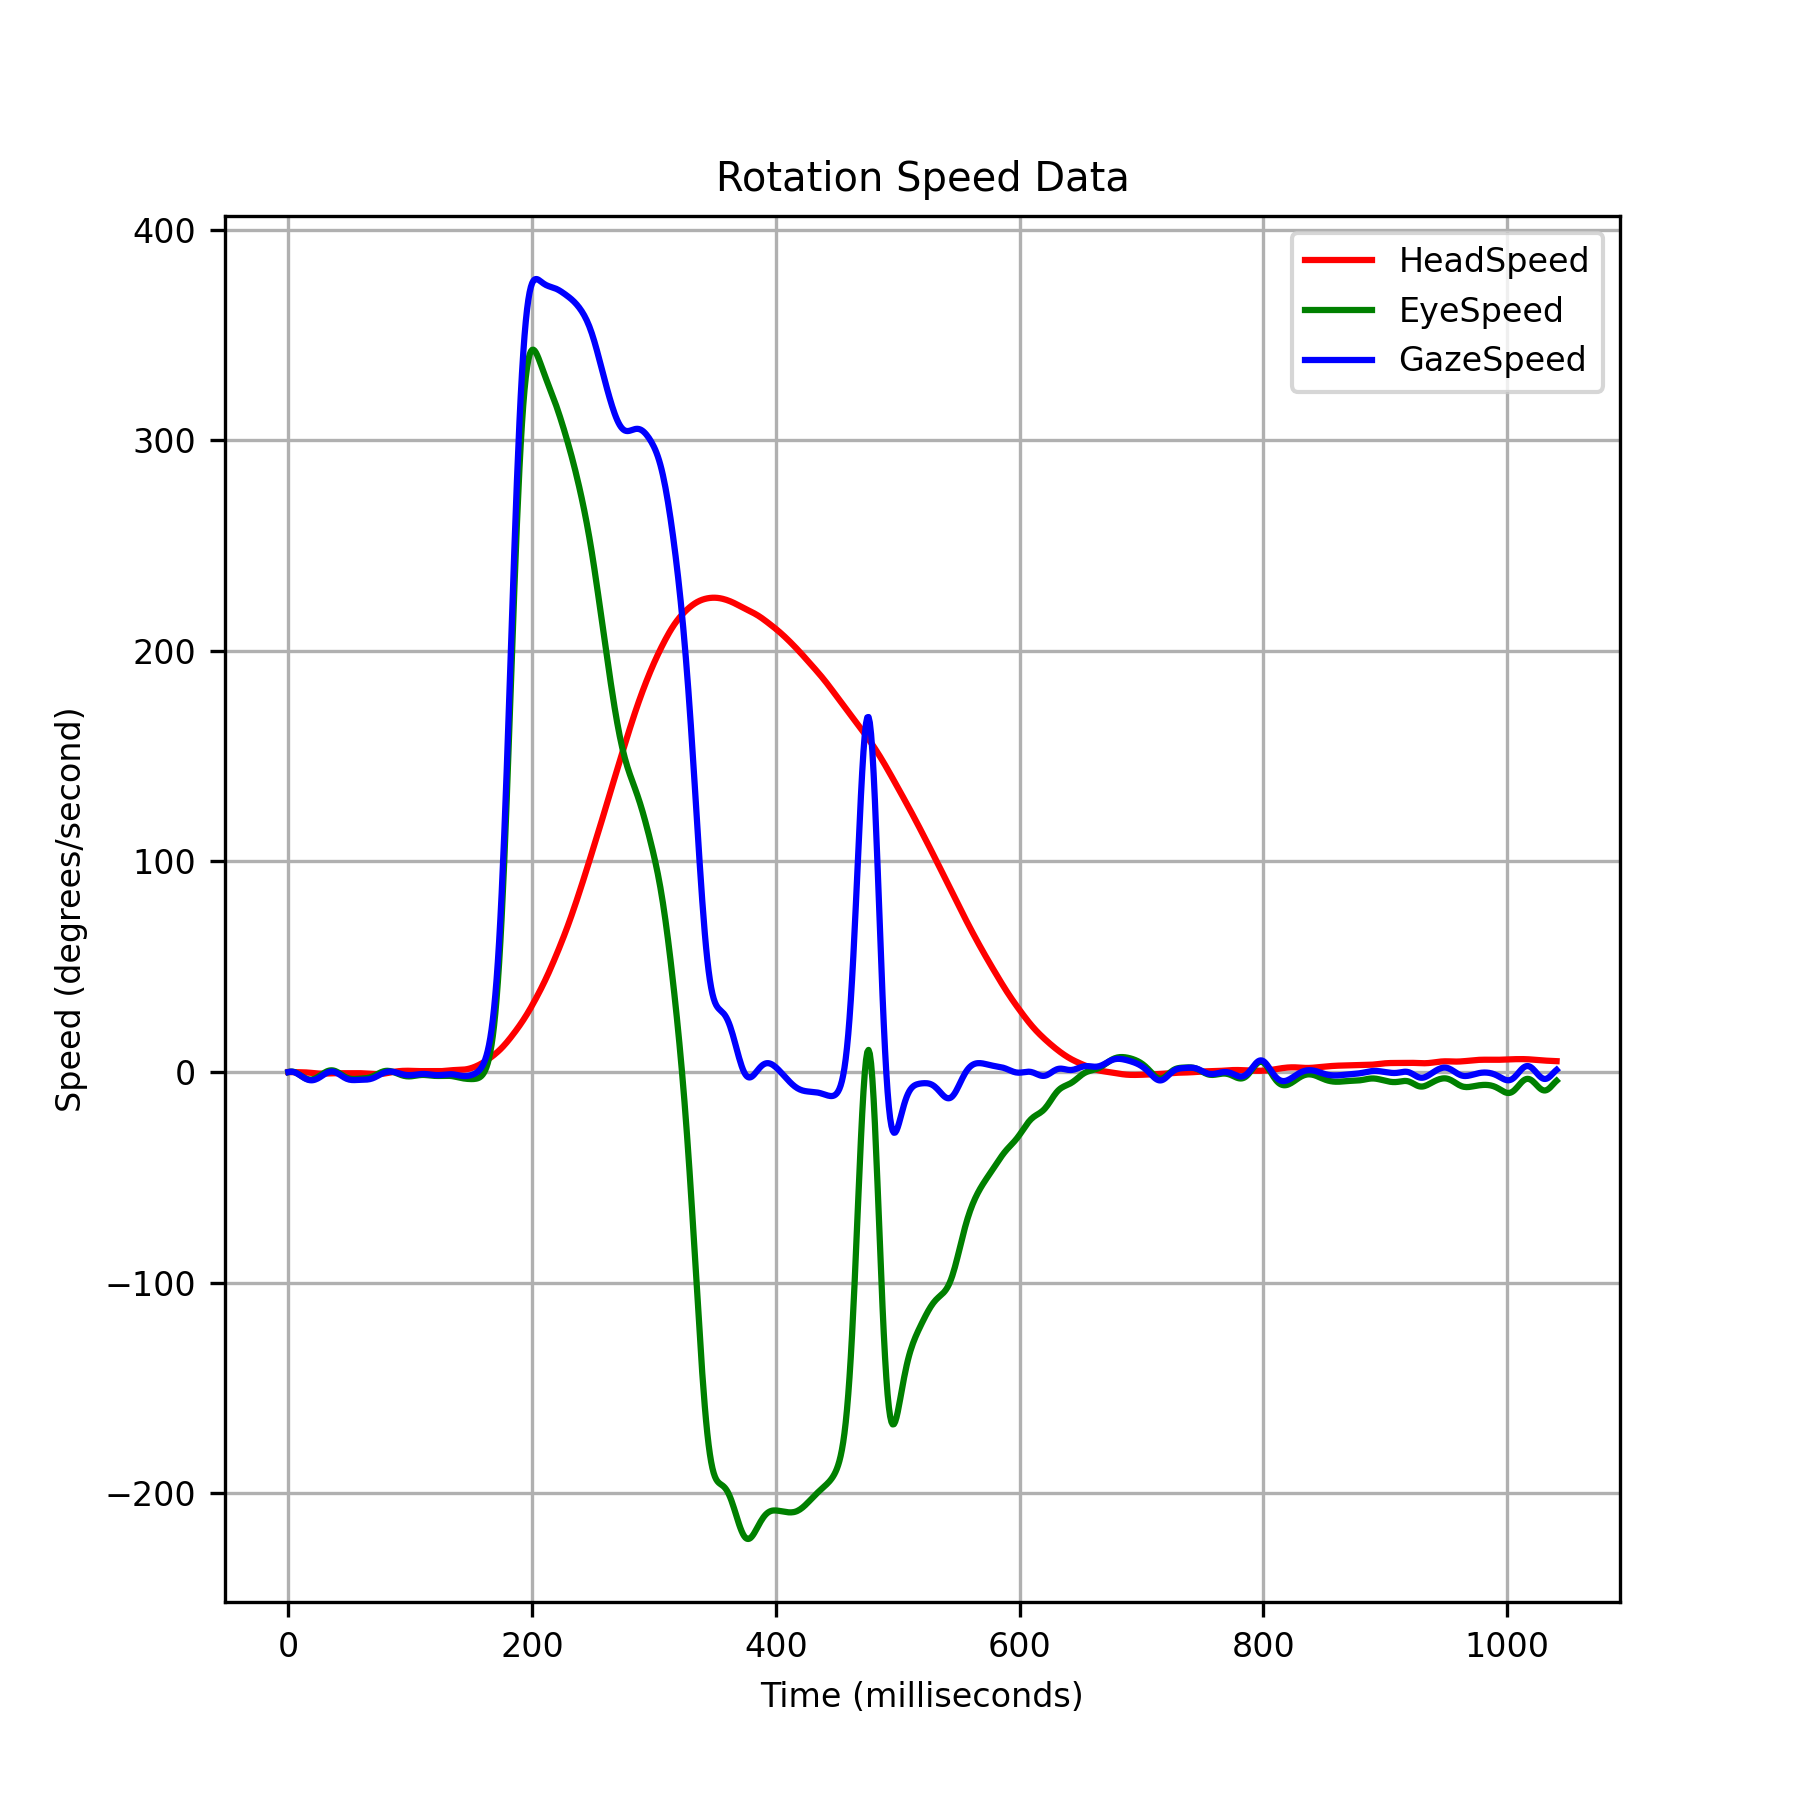 Rotation Speed Data
HeadSpeed
EyeSpeed
GazeSpeed
Speed (degrees/second)
400
300
200
100
0
−100
−200
0 200 400 600 800 1000
Time (milliseconds)